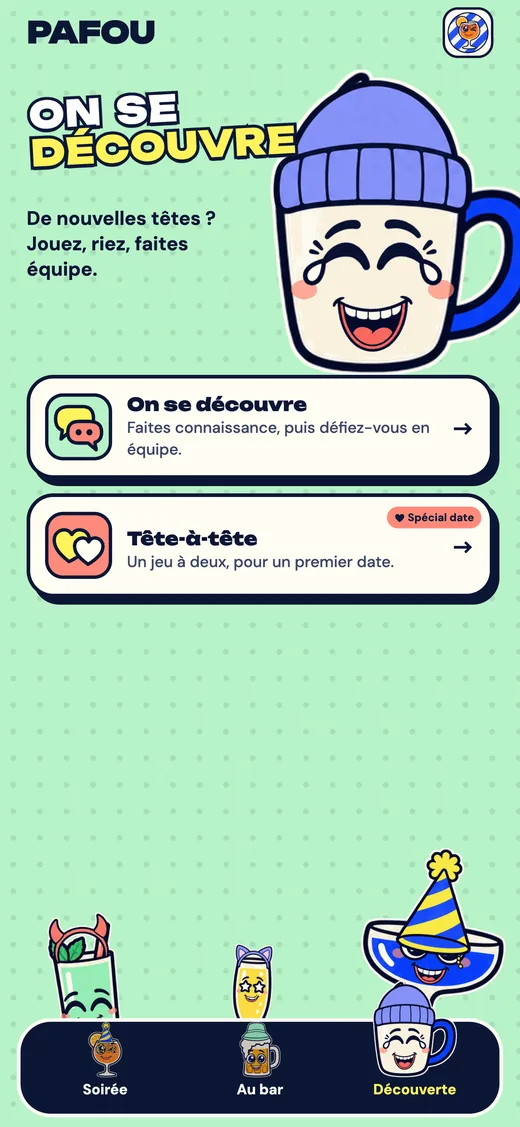 PAFOU
ON SE
DÉCOUVRE
De nouvelles têtes ?
Jouez, riez, faites
équipe.
On se découvre
Faites connaissance, puis défiez-vous en
équipe.
Spécial date
Tête-à-tête
Un jeu à deux, pour un premier date.
Soirée
Au bar
Découverte